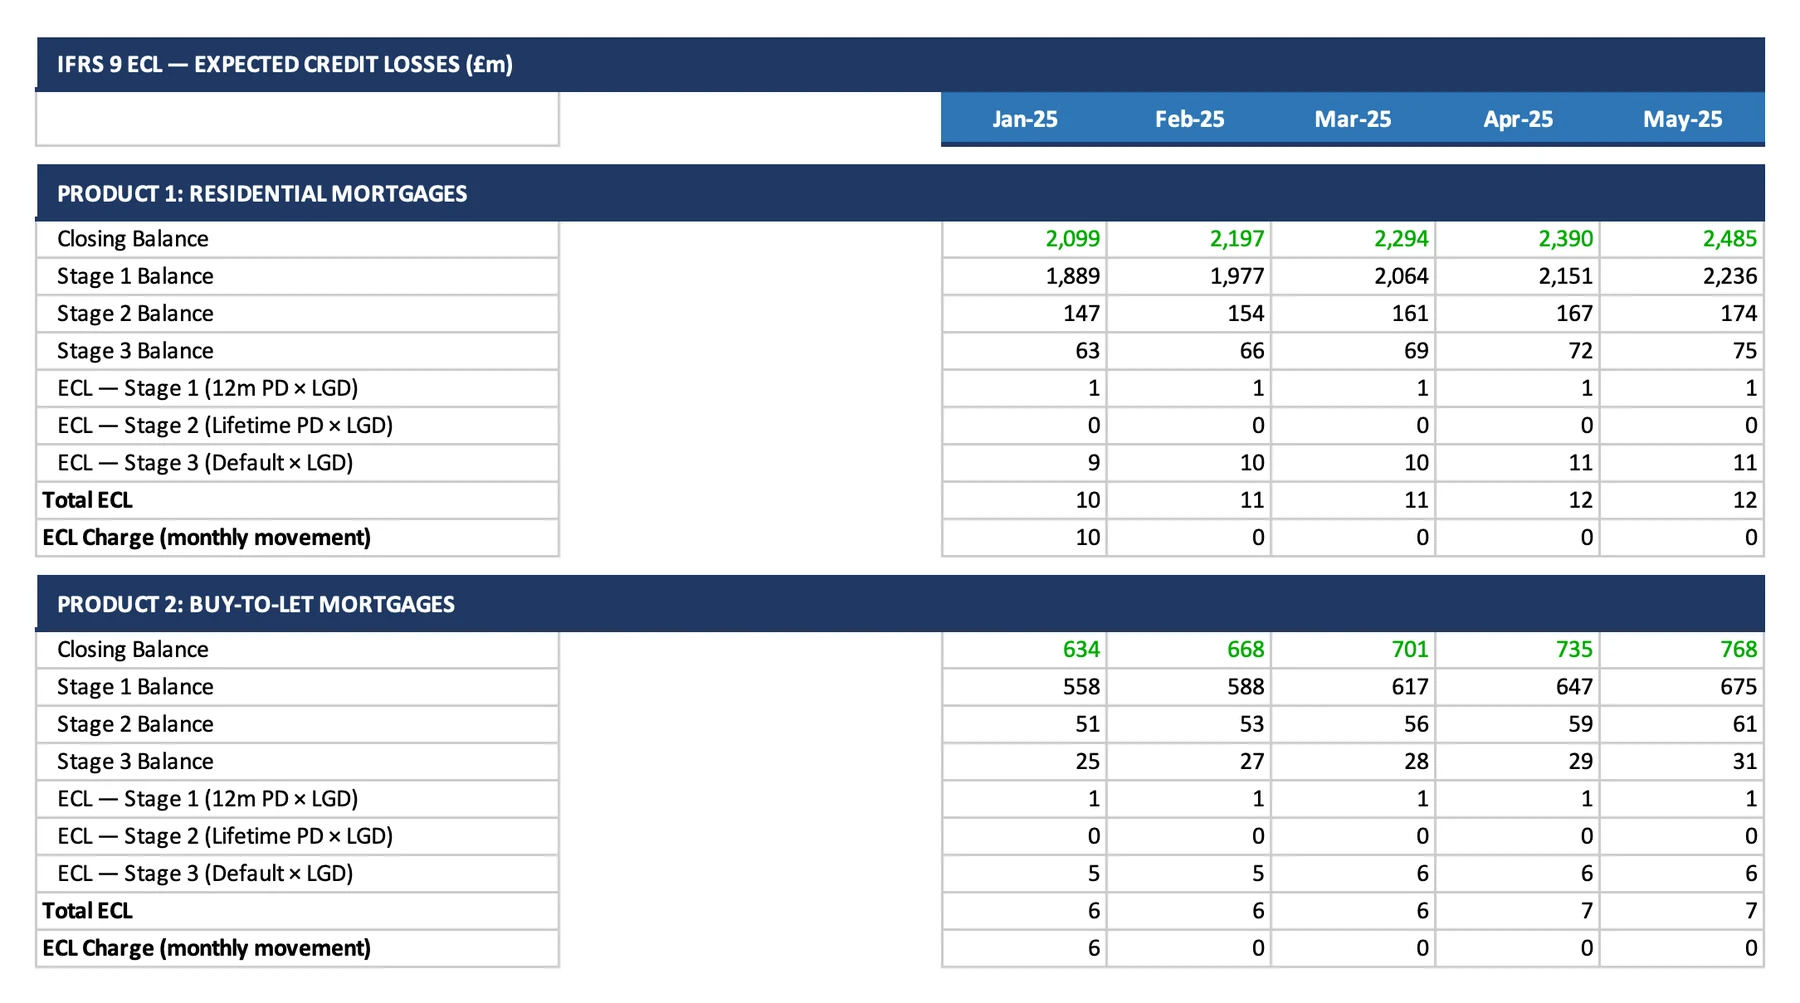 IFRS 9 ECL — EXPECTED CREDIT LOSSES (£m)
Jan-25 Feb-25 Mar-25 Apr-25 May-25
PRODUCT 1: RESIDENTIAL MORTGAGES
Closing Balance 2,099 2,197 2,294 2,390 2,485
Stage 1 Balance 1,889 1,977 2,064 2,151 2,236
Stage 2 Balance 147 154 161 167 174
Stage 3 Balance 63 66 69 72 75
ECL — Stage 1 (12m PD × LGD) 1 1 1 1 1
ECL — Stage 2 (Lifetime PD × LGD) 0 0 0 0 0
ECL — Stage 3 (Default × LGD) 9 10 10 11 11
Total ECL 10 11 11 12 12
ECL Charge (monthly movement) 10 0 0 0 0
PRODUCT 2: BUY-TO-LET MORTGAGES
Closing Balance 634 668 701 735 768
Stage 1 Balance 558 588 617 647 675
Stage 2 Balance 51 53 56 59 61
Stage 3 Balance 25 27 28 29 31
ECL — Stage 1 (12m PD × LGD) 1 1 1 1 1
ECL — Stage 2 (Lifetime PD × LGD) 0 0 0 0 0
ECL — Stage 3 (Default × LGD) 5 5 6 6 6
Total ECL 6 6 6 7 7
ECL Charge (monthly movement) 6 0 0 0 0